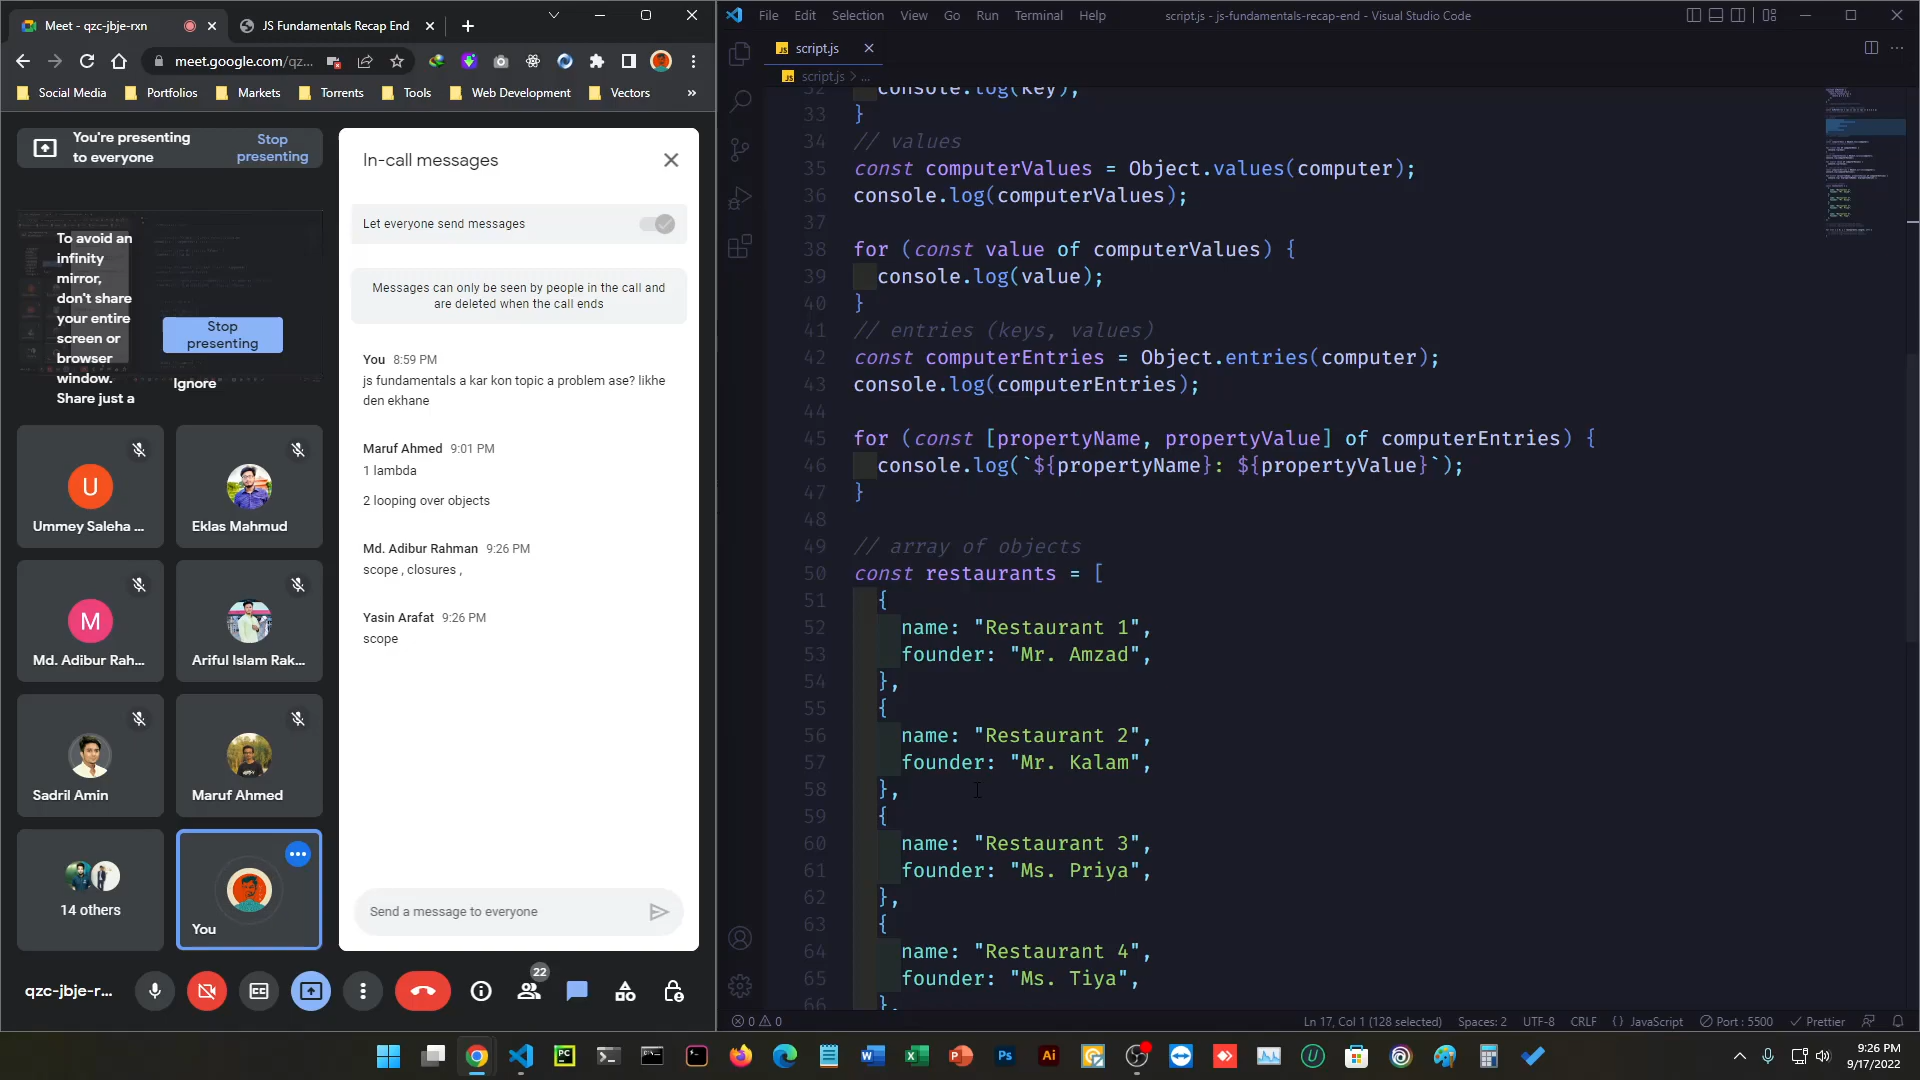 Meet - qzc-jbje-rxn
JS Fundamentals Recap End
meet.google.com/qz...
Social Media
Portfolios
Markets
Torrents
Tools
Web Development
Vectors
»
You're presenting
to everyone
Stop
presenting
To avoid an
infinity
mirror,
don't share
your entire
screen or
browser
window.
Share just a
Stop
presenting
Ignore
U
Ummey Saleha ...
Eklas Mahmud
M
Md. Adibur Rah...
Ariful Islam Rak...
Sadril Amin
Maruf Ahmed
14 others
You
In-call messages
Let everyone send messages
Messages can only be seen by people in the call and
are deleted when the call ends
You 8:59 PM
js fundamentals a kar kon topic a problem ase? likhe
den ekhane
Maruf Ahmed 9:01 PM
1 lambda
2 looping over objects
Md. Adibur Rahman 9:26 PM
scope , closures ,
Yasin Arafat 9:26 PM
scope
Send a message to everyone
qzc-jbje-r...
22
File Edit Selection View Go Run Terminal Help
script.js - js-fundamentals-recap-end - Visual Studio Code
JS script.js
JS script.js > ...
32 console.log(key);
33 }
34 // values
35 const computerValues = Object.values(computer);
36 console.log(computerValues);
37
38 for (const value of computerValues) {
39 console.log(value);
40 }
41 // entries (keys, values)
42 const computerEntries = Object.entries(computer);
43 console.log(computerEntries);
44
45 for (const [propertyName, propertyValue] of computerEntries) {
46 console.log(`${propertyName}: ${propertyValue}`);
47 }
48
49 // array of objects
50 const restaurants = [
51 {
52 name: "Restaurant 1",
53 founder: "Mr. Amzad",
54 },
55 {
56 name: "Restaurant 2",
57 founder: "Mr. Kalam",
58 },
59 {
60 name: "Restaurant 3",
61 founder: "Ms. Priya",
62 },
63 {
64 name: "Restaurant 4",
65 founder: "Ms. Tiya",
66 },
0 0
Ln 17, Col 1 (128 selected)
Spaces: 2
UTF-8
CRLF
{} JavaScript
Port : 5500
Prettier
PC
W
X
P
Ps
Ai
U
9:26 PM
9/17/2022